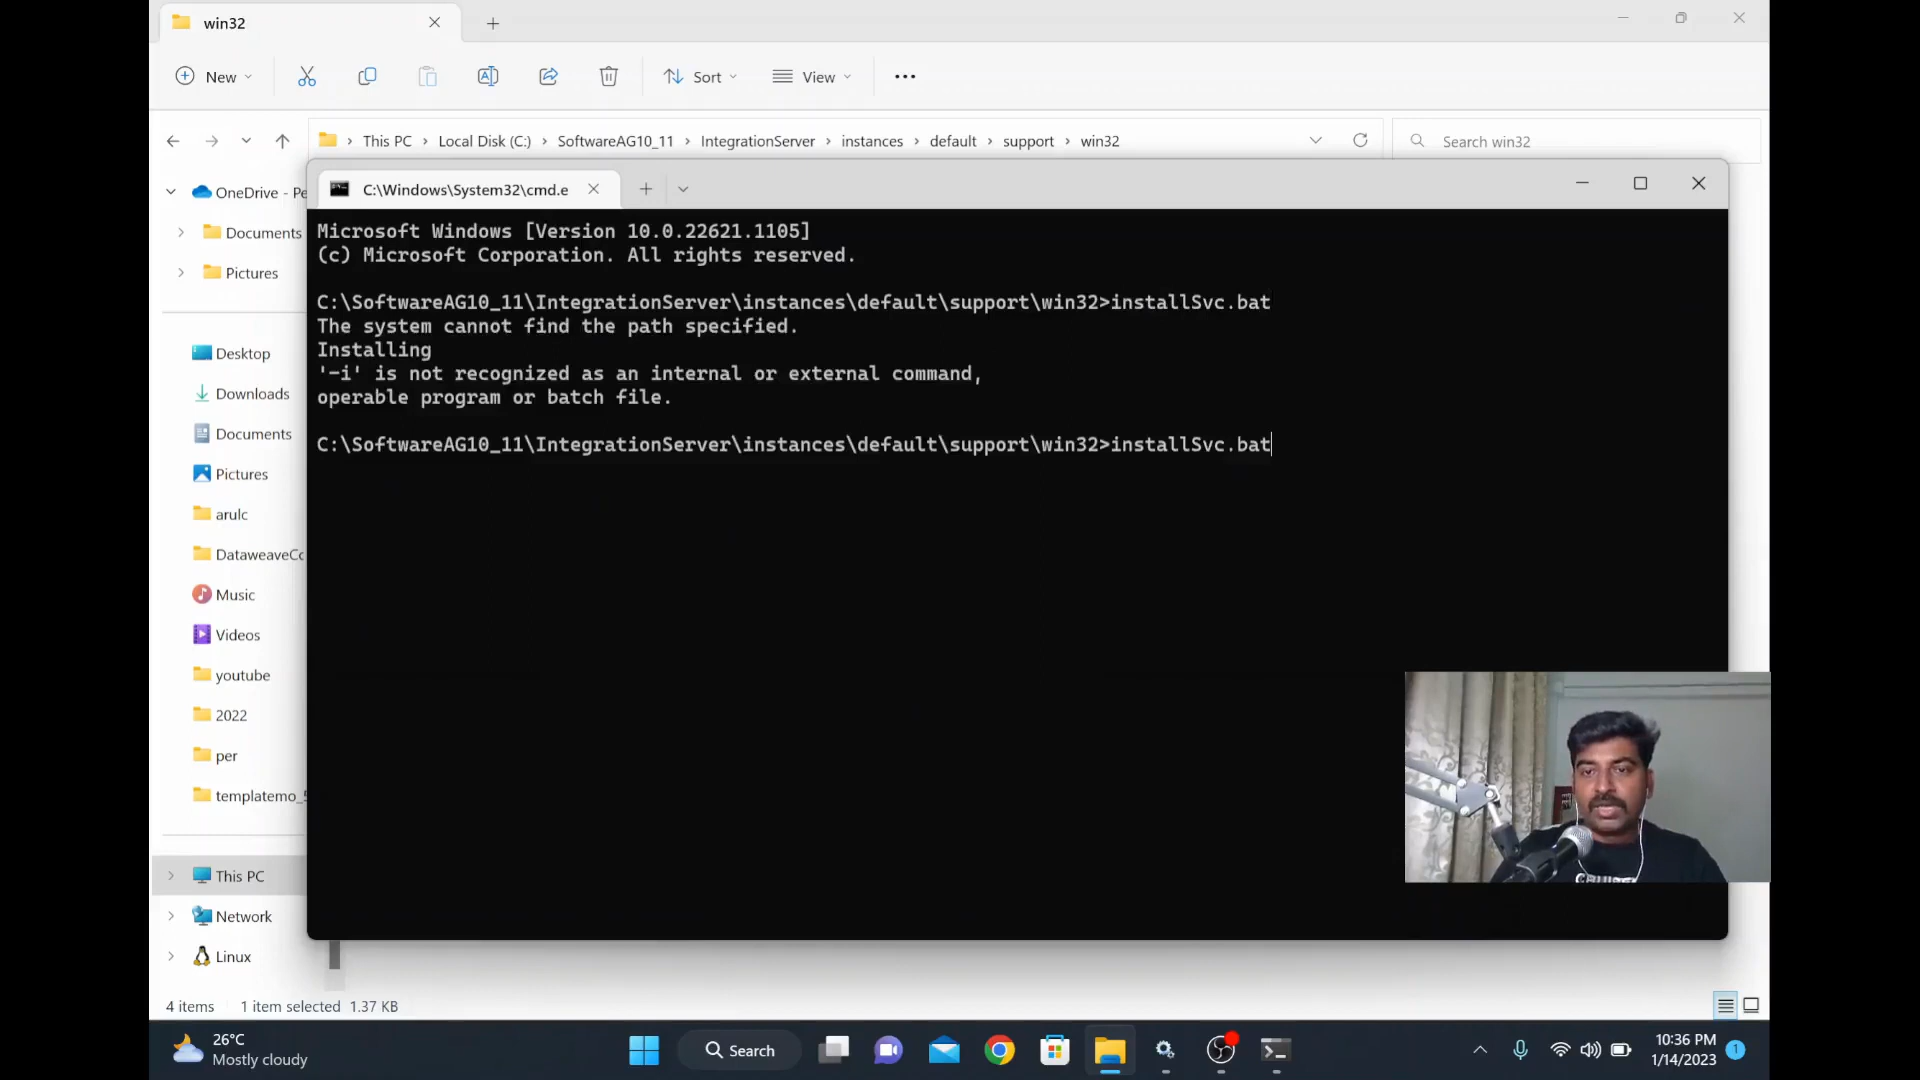 win32
New
Sort
View
This PC
Local Disk (C:)
SoftwareAG10_11
IntegrationServer
instances
default
support
win32
Search win32
OneDrive - Pe
Documents
Pictures
Desktop
Downloads
Documents
Pictures
arulc
DataweaveCo
Music
Videos
youtube
2022
per
templatemo_5
This PC
Network
Linux
C:\Windows\System32\cmd.e
Microsoft Windows [Version 10.0.22621.1105]
(c) Microsoft Corporation. All rights reserved.
C:\SoftwareAG10_11\IntegrationServer\instances\default\support\win32>installSvc.bat
The system cannot find the path specified.
Installing
'-i' is not recognized as an internal or external command,
operable program or batch file.
C:\SoftwareAG10_11\IntegrationServer\instances\default\support\win32>installSvc.bat
4 items
1 item selected 1.37 KB
26°C
Mostly cloudy
Search
10:36 PM
1/14/2023
1